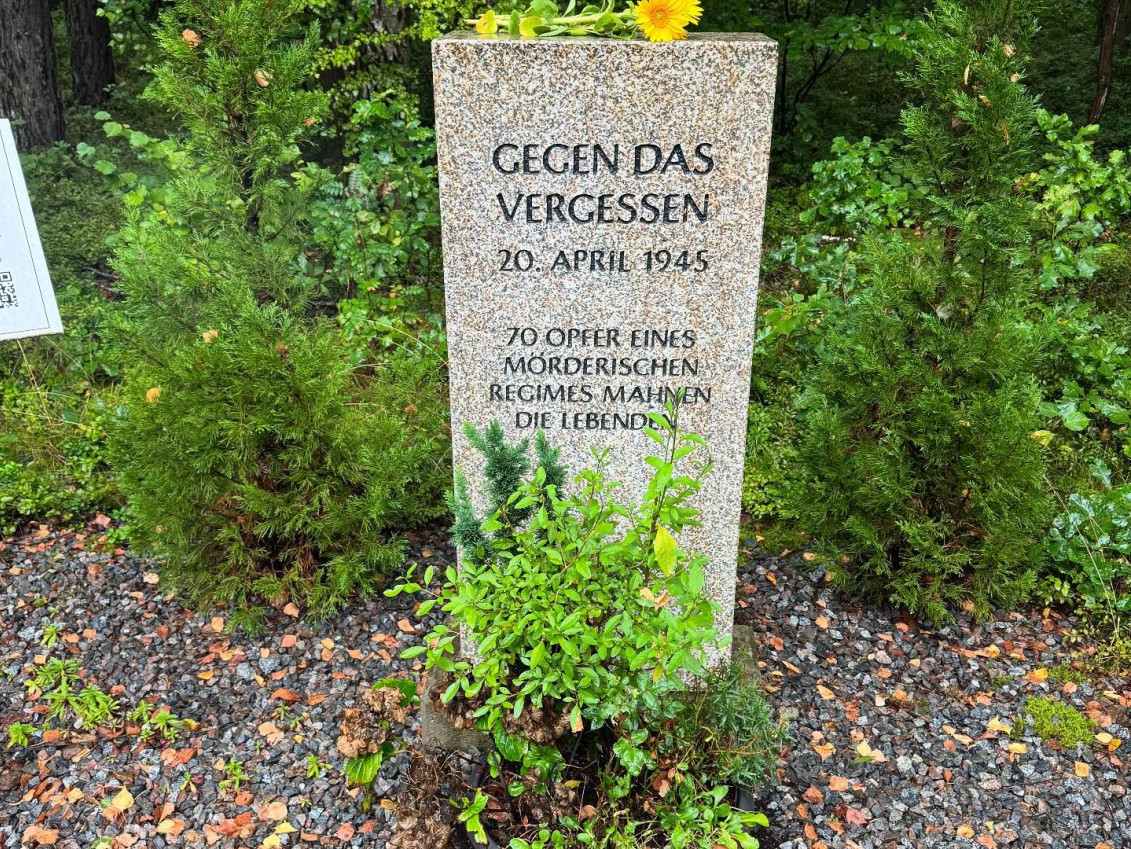 GEGEN DAS
VERGESSEN
20. APRIL 1945
70 OPFER EINES
MÖRDERISCHEN
REGIMES MAHNEN
DIE LEBENDEN